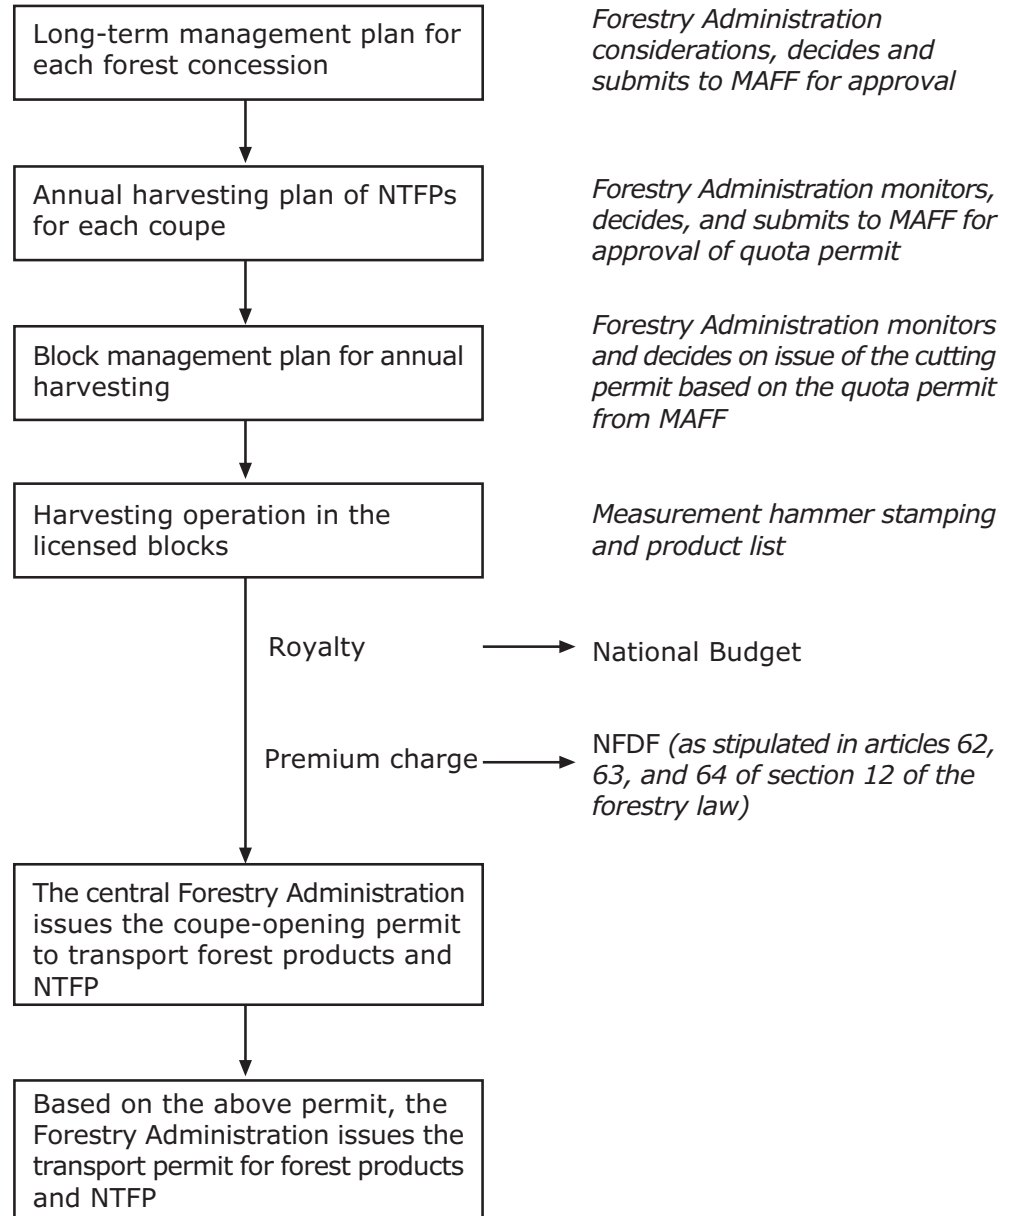 Long-term management plan for
each forest concession
Forestry Administration
considerations, decides and
submits to MAFF for approval
Annual harvesting plan of NTFPs
for each coupe
Forestry Administration monitors,
decides, and submits to MAFF for
approval of quota permit
Block management plan for annual
harvesting
Forestry Administration monitors
and decides on issue of the cutting
permit based on the quota permit
from MAFF
Harvesting operation in the
licensed blocks
Measurement hammer stamping
and product list
Royalty
National Budget
Premium charge
NFDF (as stipulated in articles 62,
63, and 64 of section 12 of the
forestry law)
The central Forestry Administration
issues the coupe-opening permit
to transport forest products and
NTFP
Based on the above permit, the
Forestry Administration issues the
transport permit for forest products
and NTFP